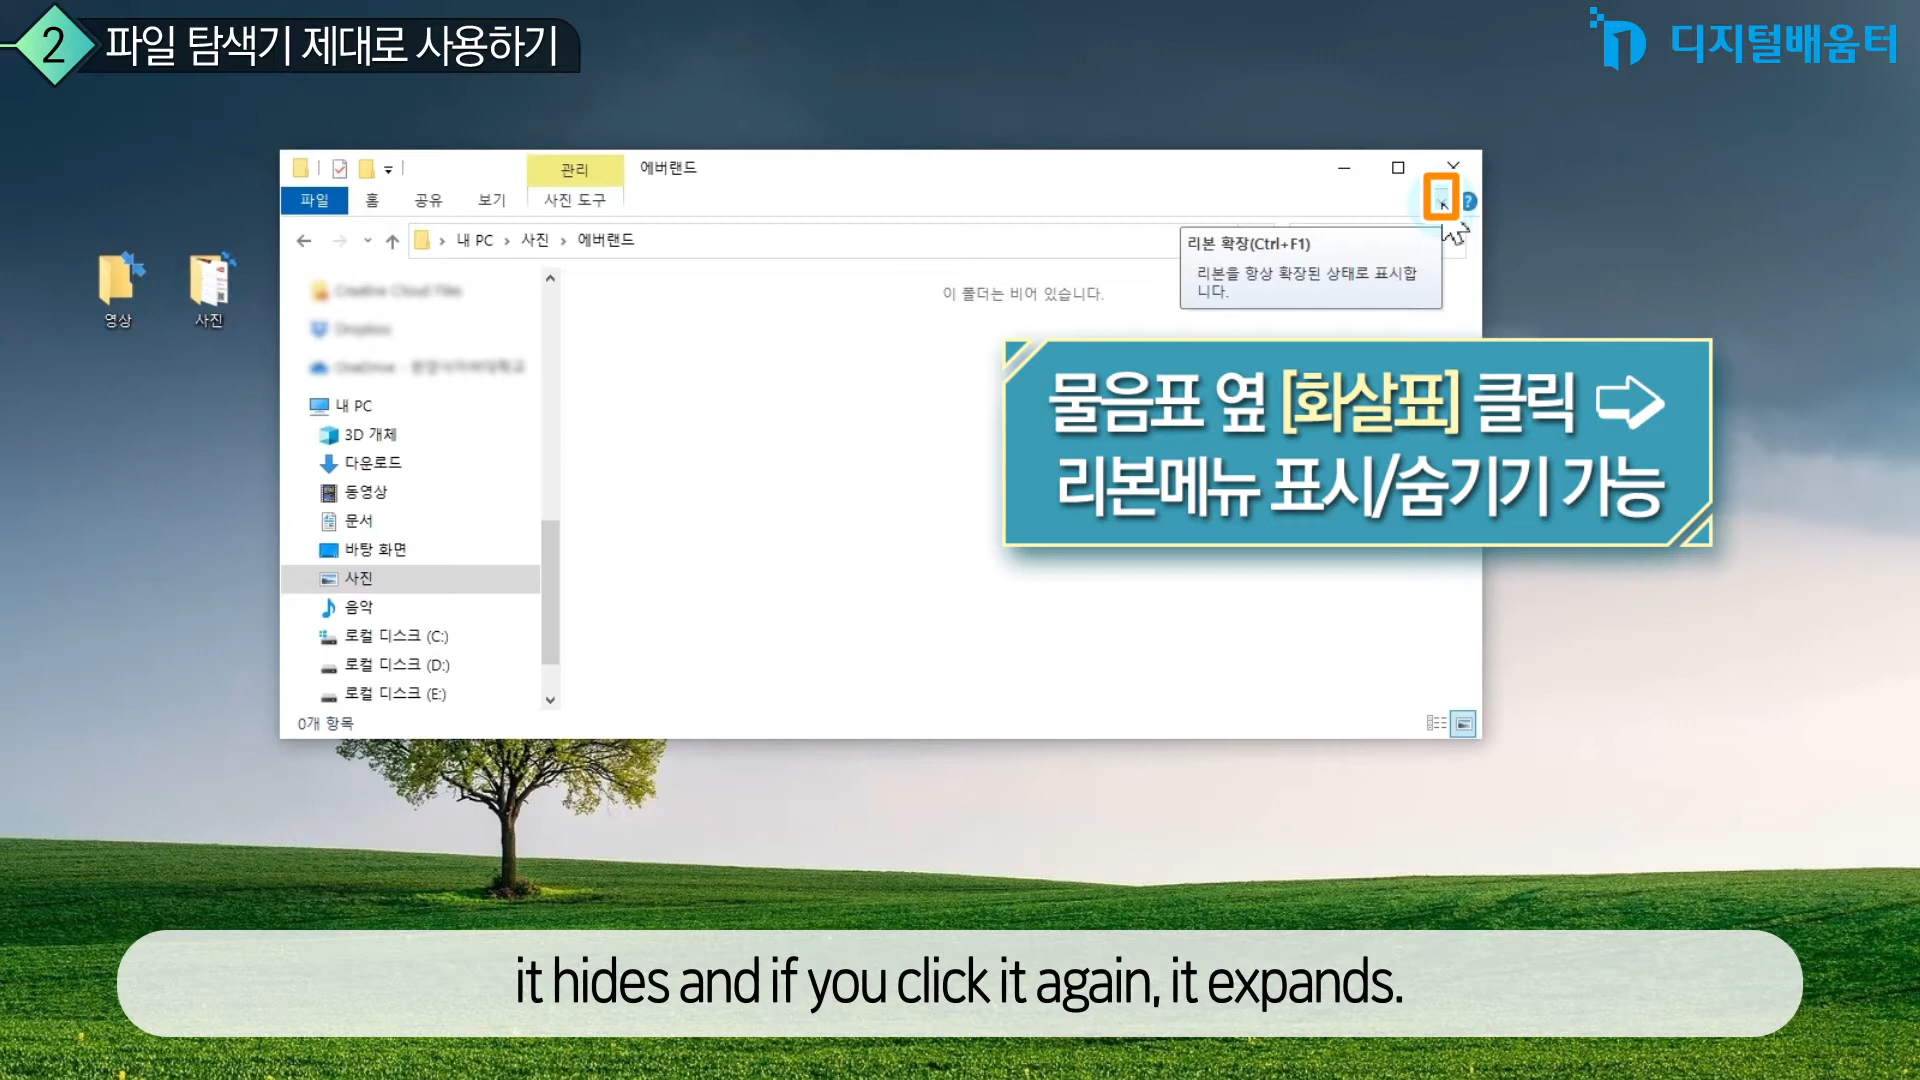 2 파일 탐색기 제대로 사용하기
디지털배움터
관리
에버랜드
파일
홈
공유
보기
사진 도구
?
내 PC > 사진 > 에버랜드
리본 확장(Ctrl+F1)
리본을 항상 확장된 상태로 표시합
니다.
Creative Cloud Files
Dropbox
이 폴더는 비어 있습니다.
영상
사진
내 PC
3D 개체
다운로드
동영상
문서
바탕 화면
사진
음악
로컬 디스크 (C:)
로컬 디스크 (D:)
로컬 디스크 (E:)
0개 항목
물음표 옆 [화살표] 클릭 ⇨
리본메뉴 표시/숨기기 가능
it hides and if you click it again, it expands.